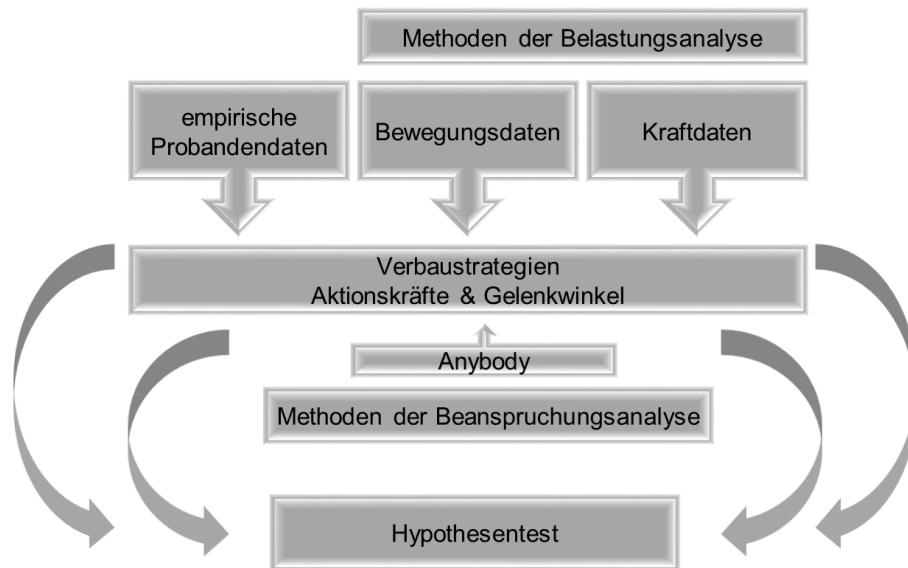 Methoden der Belastungsanalyse
empirische
Probandendaten
Bewegungsdaten
Kraftdaten
Verbaustrategien
Aktionskräfte & Gelenkwinkel
Anybody
Methoden der Beanspruchungsanalyse
Hypothesentest